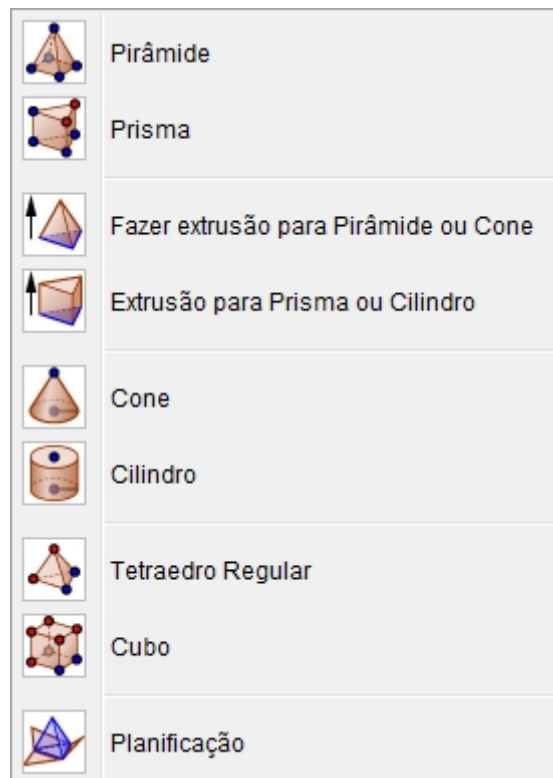 Pirâmide
Prisma
Fazer extrusão para Pirâmide ou Cone
Extrusão para Prisma ou Cilindro
Cone
Cilindro
Tetraedro Regular
Cubo
Planificação